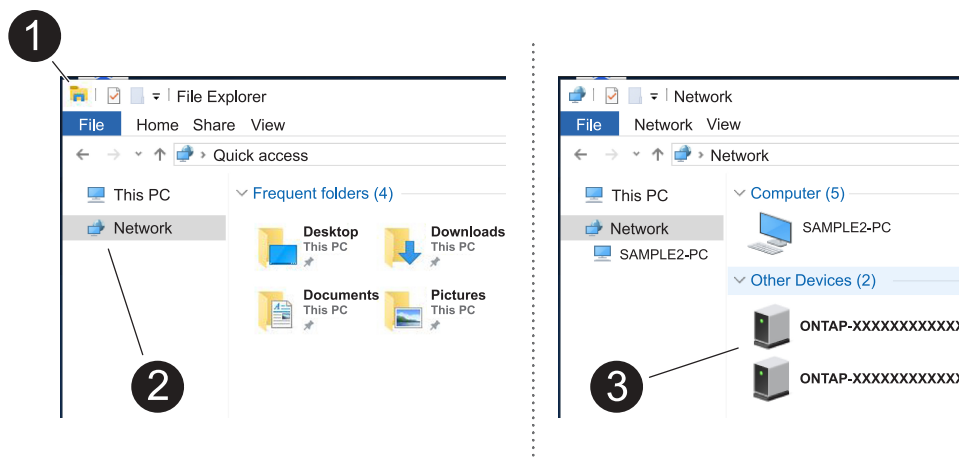 1
File Explorer
File Home Share View
Quick access
This PC
Network
Frequent folders (4)
Desktop
This PC
Downloads
This PC
Documents
This PC
Pictures
This PC
2
Network
File Network View
Network
This PC
Network
SAMPLE2-PC
Computer (5)
SAMPLE2-PC
Other Devices (2)
ONTAP-XXXXXXXXXXXX
ONTAP-XXXXXXXXXXXX
3